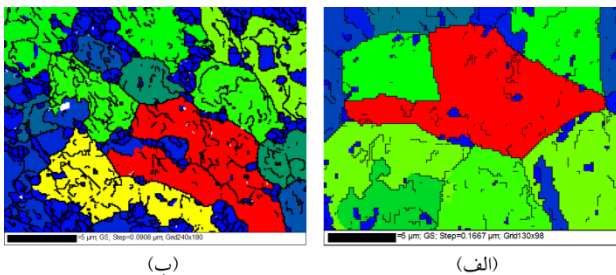 =5 µm; GS; Step=0.0908 µm; Grid240x180
=5 µm; GS; Step=0.1667 µm; Grid130x98
(ب)
(الف)